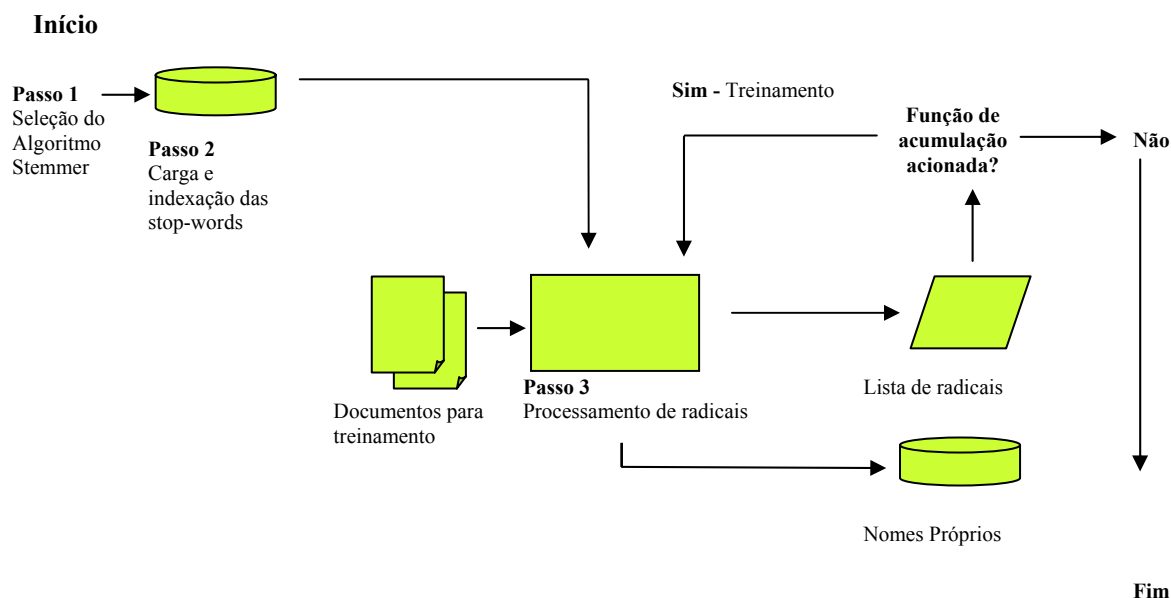 Início
Passo 1
Seleção do
Algoritmo
Stemmer
Passo 2
Carga e
indexação das
stop-words
Sim - Treinamento
Função de
acumulação
acionada?
Não
Documentos para
treinamento
Passo 3
Processamento de radicais
Lista de radicais
Nomes Próprios
Fim